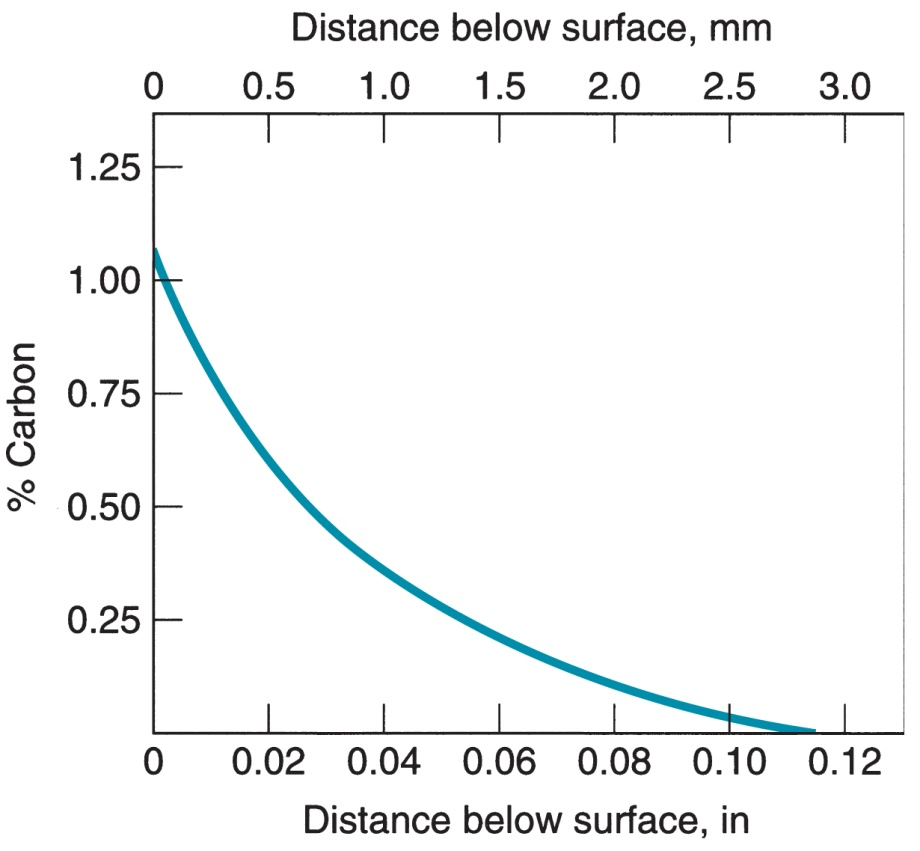 Distance below surface, mm
0 0.5 1.0 1.5 2.0 2.5 3.0
1.25
1.00
0.75
0.50
0.25
% Carbon
0 0.02 0.04 0.06 0.08 0.10 0.12
Distance below surface, in